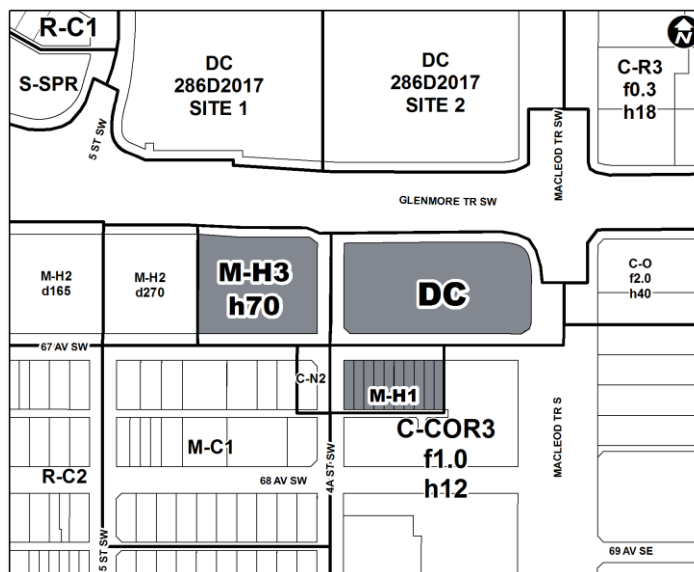 R-C1
S-SPR
5 ST SW
DC
286D2017
SITE 1
DC
286D2017
SITE 2
MACLEOD TR SW
C-R3
f0.3
h18
N
GLENMORE TR SW
M-H2
d165
M-H2
d270
M-H3
h70
DC
C-O
f2.0
h40
67 AV SW
C-N2
M-H1
M-C1
C-COR3
f1.0
h12
R-C2
68 AV SW
4A ST SW
MACLEOD TR S
5 ST SW
69 AV SE